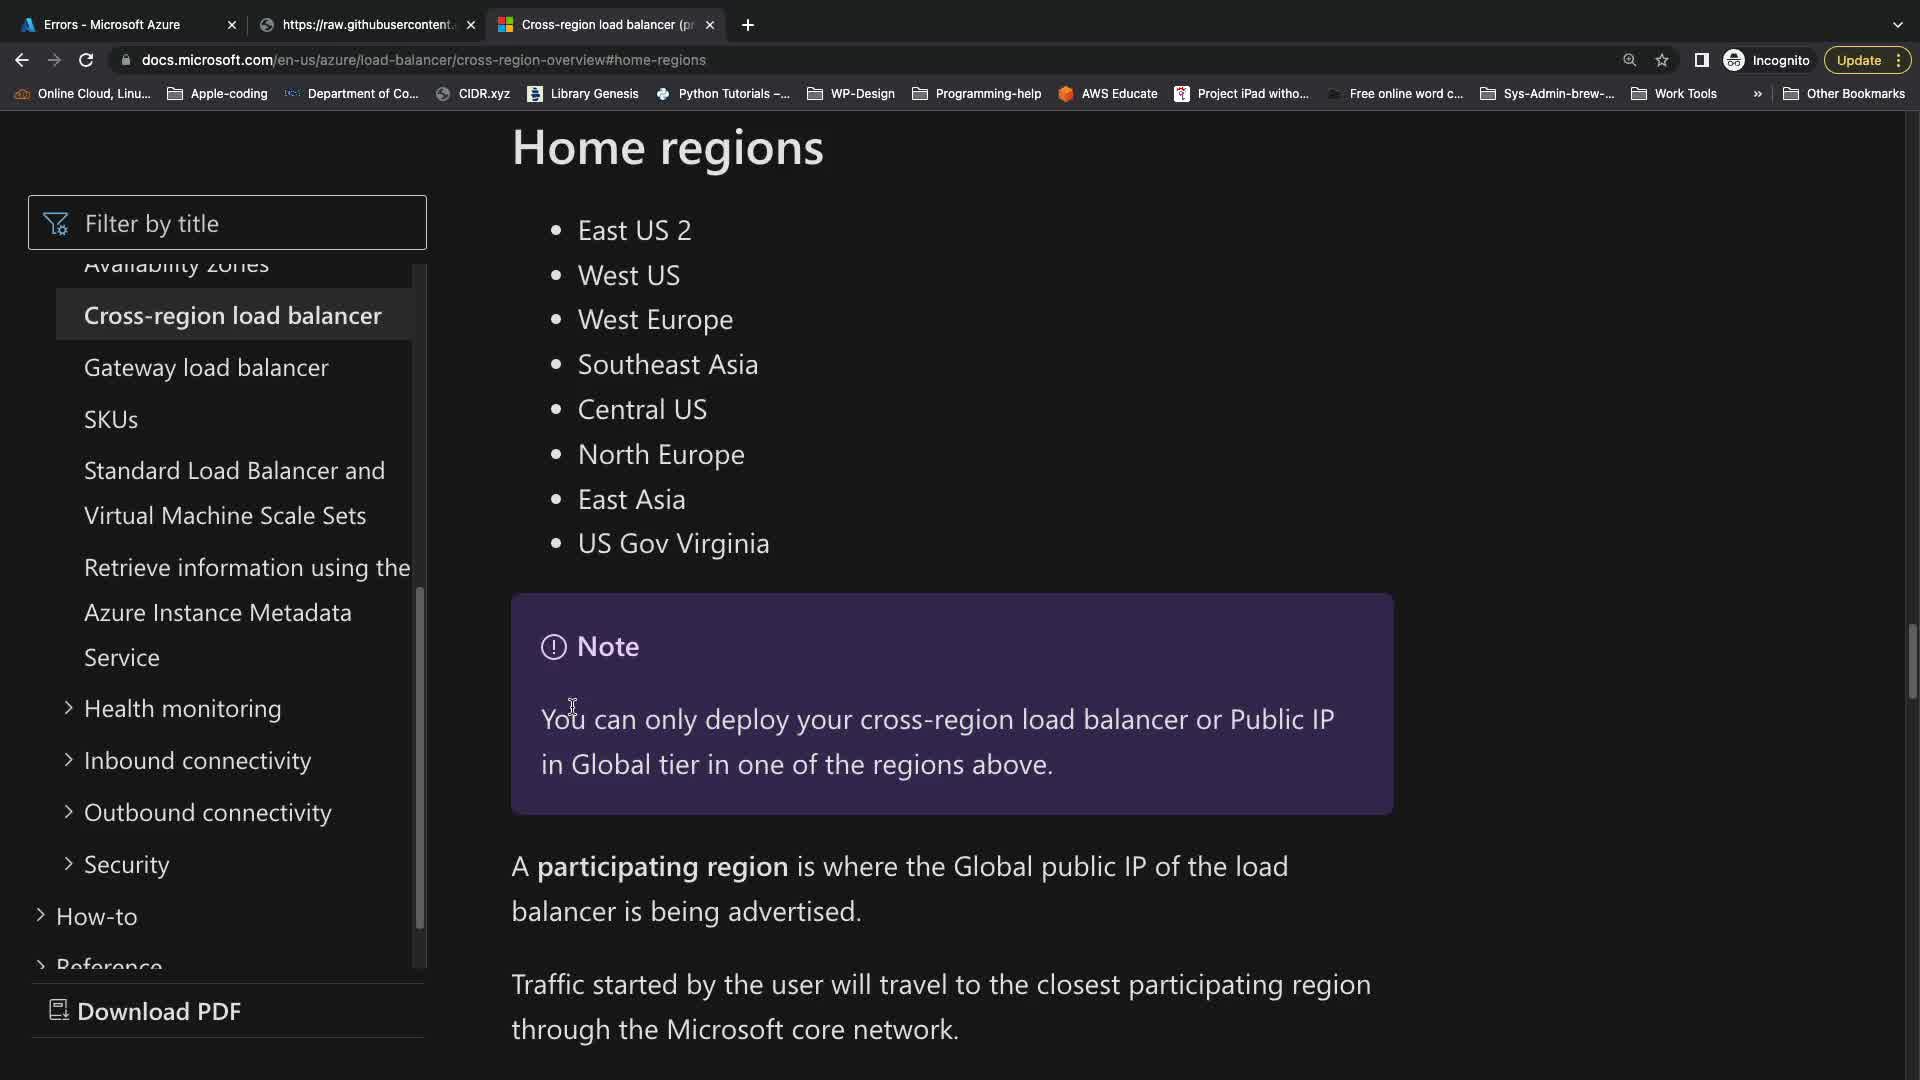 Errors - Microsoft Azure
https://raw.githubusercontent.
Cross-region load balancer (pr
docs.microsoft.com/en-us/azure/load-balancer/cross-region-overview#home-regions
Incognito
Update
Online Cloud, Linu...
Apple-coding
Department of Co...
CIDR.xyz
Library Genesis
Python Tutorials –...
WP-Design
Programming-help
AWS Educate
Project iPad witho...
Free online word c...
Sys-Admin-brew-...
Work Tools
»
Other Bookmarks
Filter by title
Availability zones
Cross-region load balancer
Gateway load balancer
SKUs
Standard Load Balancer and
Virtual Machine Scale Sets
Retrieve information using the
Azure Instance Metadata
Service
Health monitoring
Inbound connectivity
Outbound connectivity
Security
How-to
Reference
Download PDF
Home regions
• East US 2
• West US
• West Europe
• Southeast Asia
• Central US
• North Europe
• East Asia
• US Gov Virginia
Note
You can only deploy your cross-region load balancer or Public IP
in Global tier in one of the regions above.
A participating region is where the Global public IP of the load
balancer is being advertised.
Traffic started by the user will travel to the closest participating region
through the Microsoft core network.